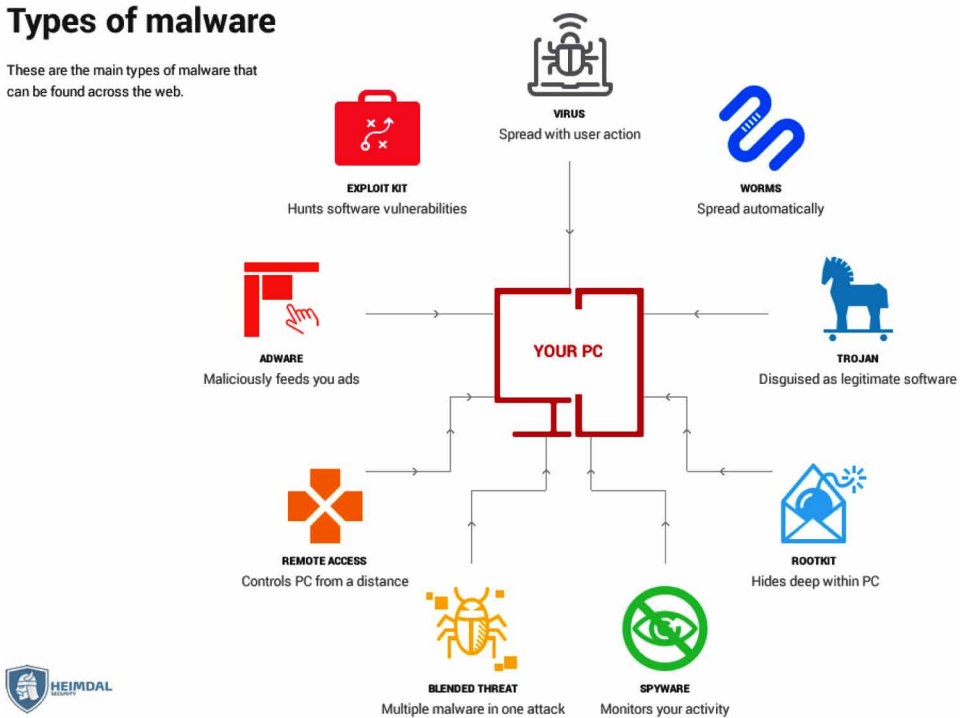 Types of malware
These are the main types of malware that
can be found across the web.
VIRUS
Spread with user action
EXPLOIT KIT
Hunts software vulnerabilities
WORMS
Spread automatically
ADWARE
Maliciously feeds you ads
YOUR PC
TROJAN
Disguised as legitimate software
REMOTE ACCESS
Controls PC from a distance
ROOTKIT
Hides deep within PC
BLENDED THREAT
Multiple malware in one attack
SPYWARE
Monitors your activity
HEIMDAL
SECURITY